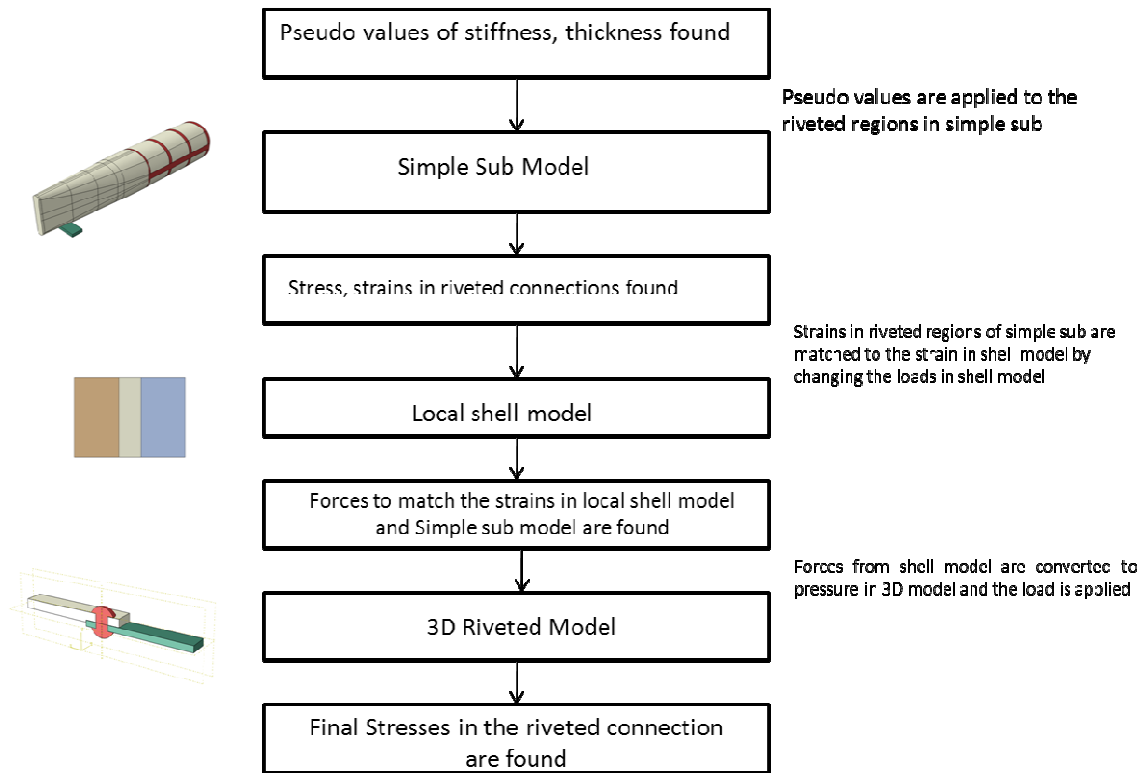 Pseudo values of stiffness, thickness found
Pseudo values are applied to the
riveted regions in simple sub
Simple Sub Model
Stress, strains in riveted connections found
Strains in riveted regions of simple sub are
matched to the strain in shell model by
changing the loads in shell model
Local shell model
Forces to match the strains in local shell model
and Simple sub model are found
Forces from shell model are converted to
pressure in 3D model and the load is applied
3D Riveted Model
Final Stresses in the riveted connection
are found